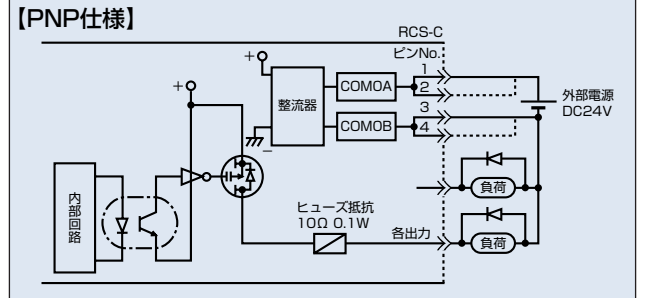 【PNP仕様】
RCS-C
ピンNo.
+
1
整流器
COM0A
2
外部電源
DC24V
+
3
COM0B
4
−
負荷
内部回路
ヒューズ抵抗
10Ω 0.1W
各出力
負荷